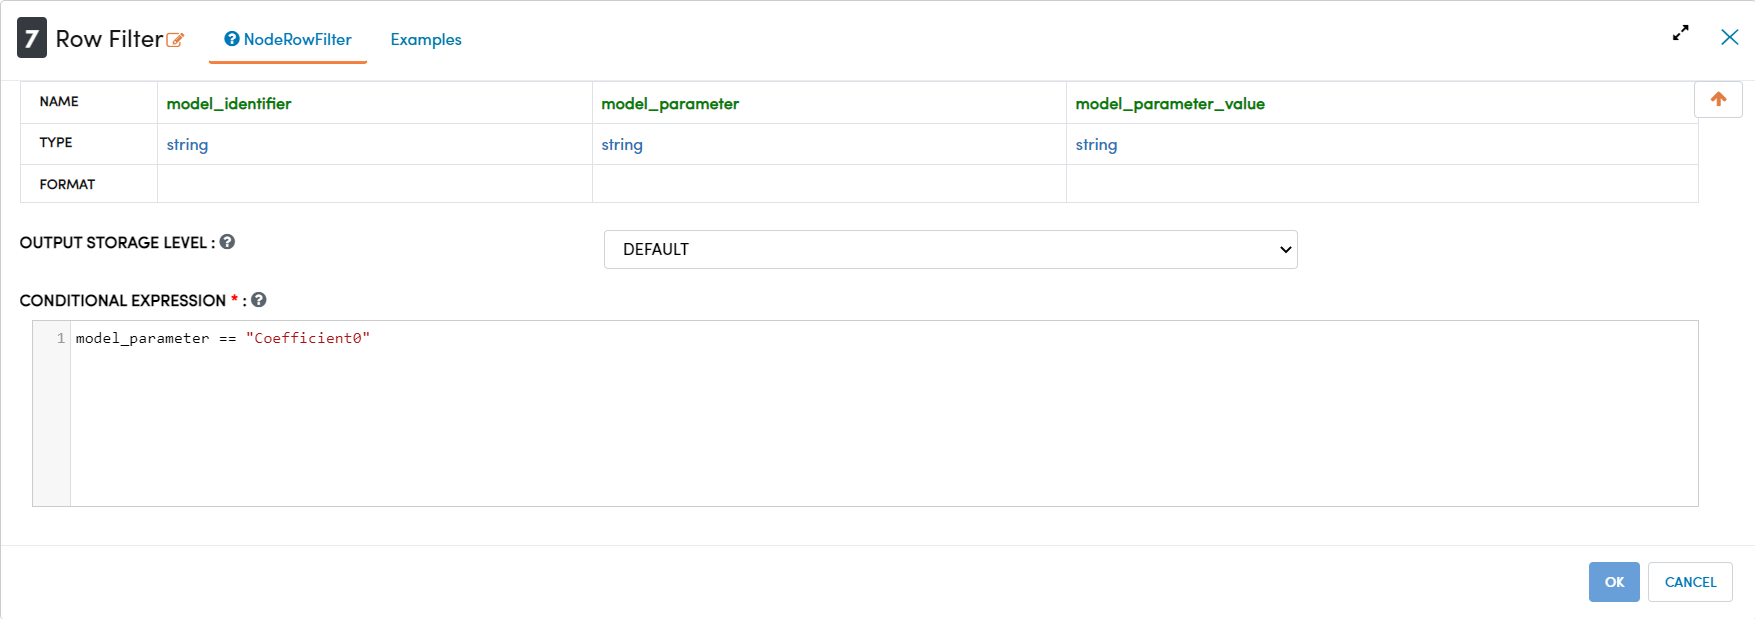 7 Row Filter NodeRowFilter Examples
NAME model_identifier model_parameter model_parameter_value
TYPE string string string
FORMAT
OUTPUT STORAGE LEVEL : ? DEFAULT
CONDITIONAL EXPRESSION * : ?
1 model_parameter == "Coefficient0"
OK CANCEL